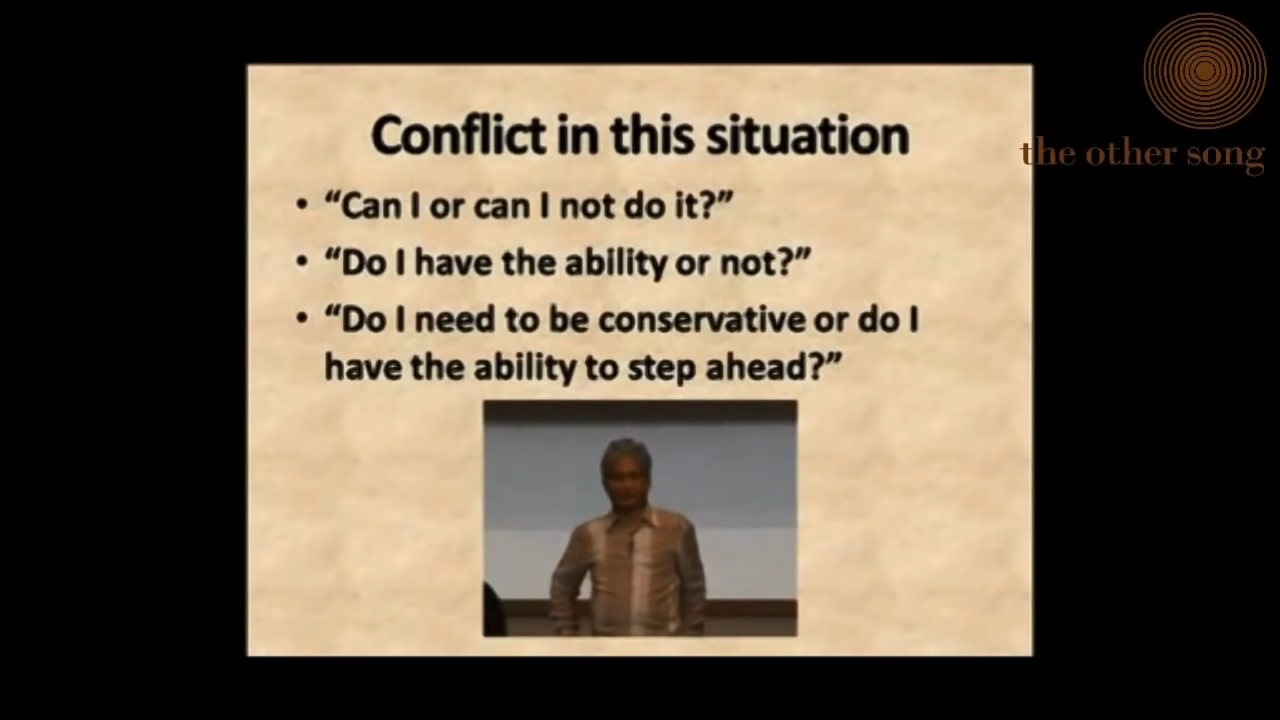 the other song
Conflict in this situation
• “Can I or can I not do it?”
• “Do I have the ability or not?”
• “Do I need to be conservative or do I
have the ability to step ahead?”